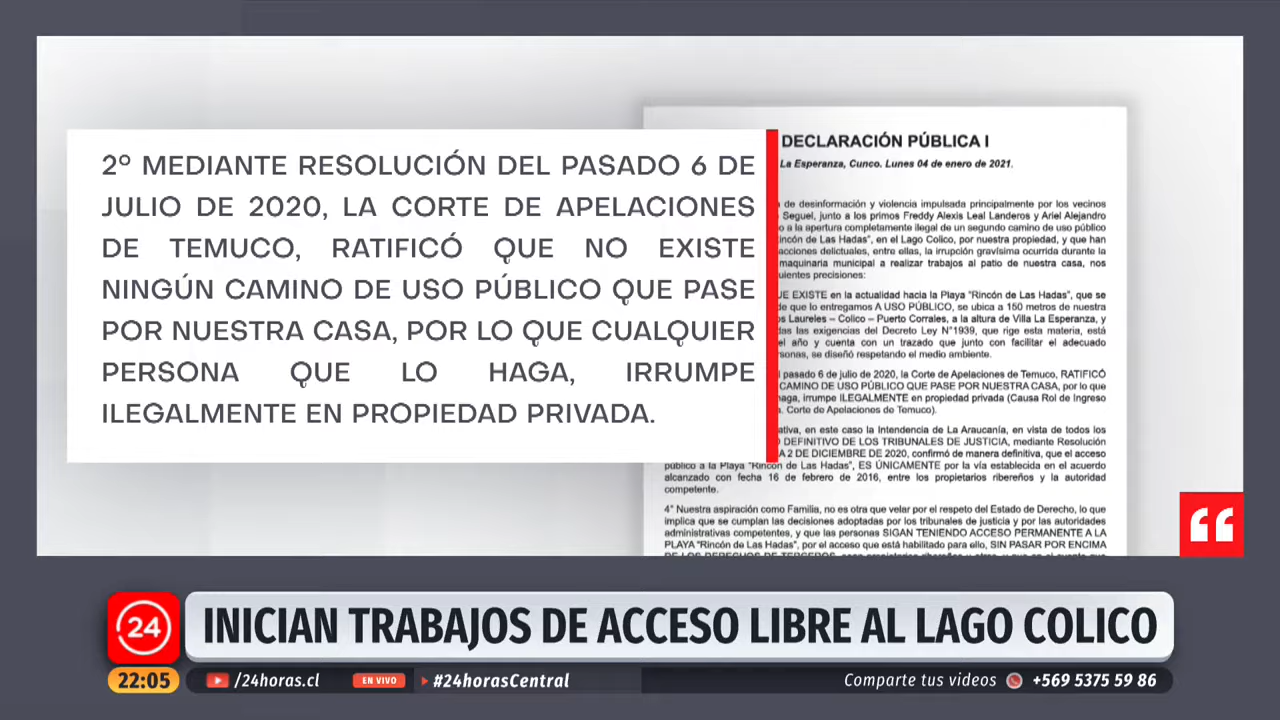 2º MEDIANTE RESOLUCIÓN DEL PASADO 6 DE
JULIO DE 2020, LA CORTE DE APELACIONES
DE TEMUCO, RATIFICÓ QUE NO EXISTE
NINGÚN CAMINO DE USO PÚBLICO QUE PASE
POR NUESTRA CASA, POR LO QUE CUALQUIER
PERSONA QUE LO HAGA, IRRUMPE
ILEGALMENTE EN PROPIEDAD PRIVADA.
DECLARACIÓN PÚBLICA I
La Esperanza, Cunco. Lunes 04 de enero de 2021.
de desinformación y violencia impulsada principalmente por los vecinos
Seguel, junto a los primos Freddy Alexis Leal Landeros y Ariel Alejandro
a la apertura completamente ilegal de un segundo camino de uso público
de Las Hadas", en el Lago Colico, por nuestra propiedad, y que han
acciones delictuales, entre ellas, la irrupción gravísima ocurrida durante la
maquinaria municipal a realizar trabajos al patio de nuestra casa, nos
precisiones:
EXISTE en la actualidad hacia la Playa "Rincón de Las Hadas", que se
que lo entregamos A USO PÚBLICO, se ubica a 150 metros de nuestra
Laureles – Colico – Puerto Corrales, a la altura de Villa La Esperanza, y
las exigencias del Decreto Ley N°1939, que rige esta materia, está
año y cuenta con un trazado que junto con facilitar el adecuado
se diseñó respetando el medio ambiente.
pasado 6 de julio de 2020, la Corte de Apelaciones de Temuco, RATIFICÓ
CAMINO DE USO PÚBLICO QUE PASE POR NUESTRA CASA, por lo que
haga, irrumpe ILEGALMENTE en propiedad privada (Causa Rol de Ingreso
Corte de Apelaciones de Temuco).
en este caso la Intendencia de La Araucanía, en vista de todos los
DEFINITIVO DE LOS TRIBUNALES DE JUSTICIA, mediante Resolución
2 DE DICIEMBRE DE 2020, confirmó de manera definitiva, que el acceso
público a la Playa "Rincón de Las Hadas", ES ÚNICAMENTE por la vía establecida en el acuerdo
alcanzado con fecha 16 de febrero de 2016, entre los propietarios ribereños y la autoridad
competente.
4° Nuestra aspiración como Familia, no es otra que velar por el respeto del Estado de Derecho, lo que
implica que se cumplan las decisiones adoptadas por los tribunales de justicia y por las autoridades
administrativas competentes, y que las personas SIGAN TENIENDO ACCESO PERMANENTE A LA
PLAYA "Rincón de Las Hadas", por el acceso que está habilitado para ello, SIN PASAR POR ENCIMA
24
INICIAN TRABAJOS DE ACCESO LIBRE AL LAGO COLICO
22:05 /24horas.cl EN VIVO #24horasCentral Comparte tus videos +569 5375 59 86